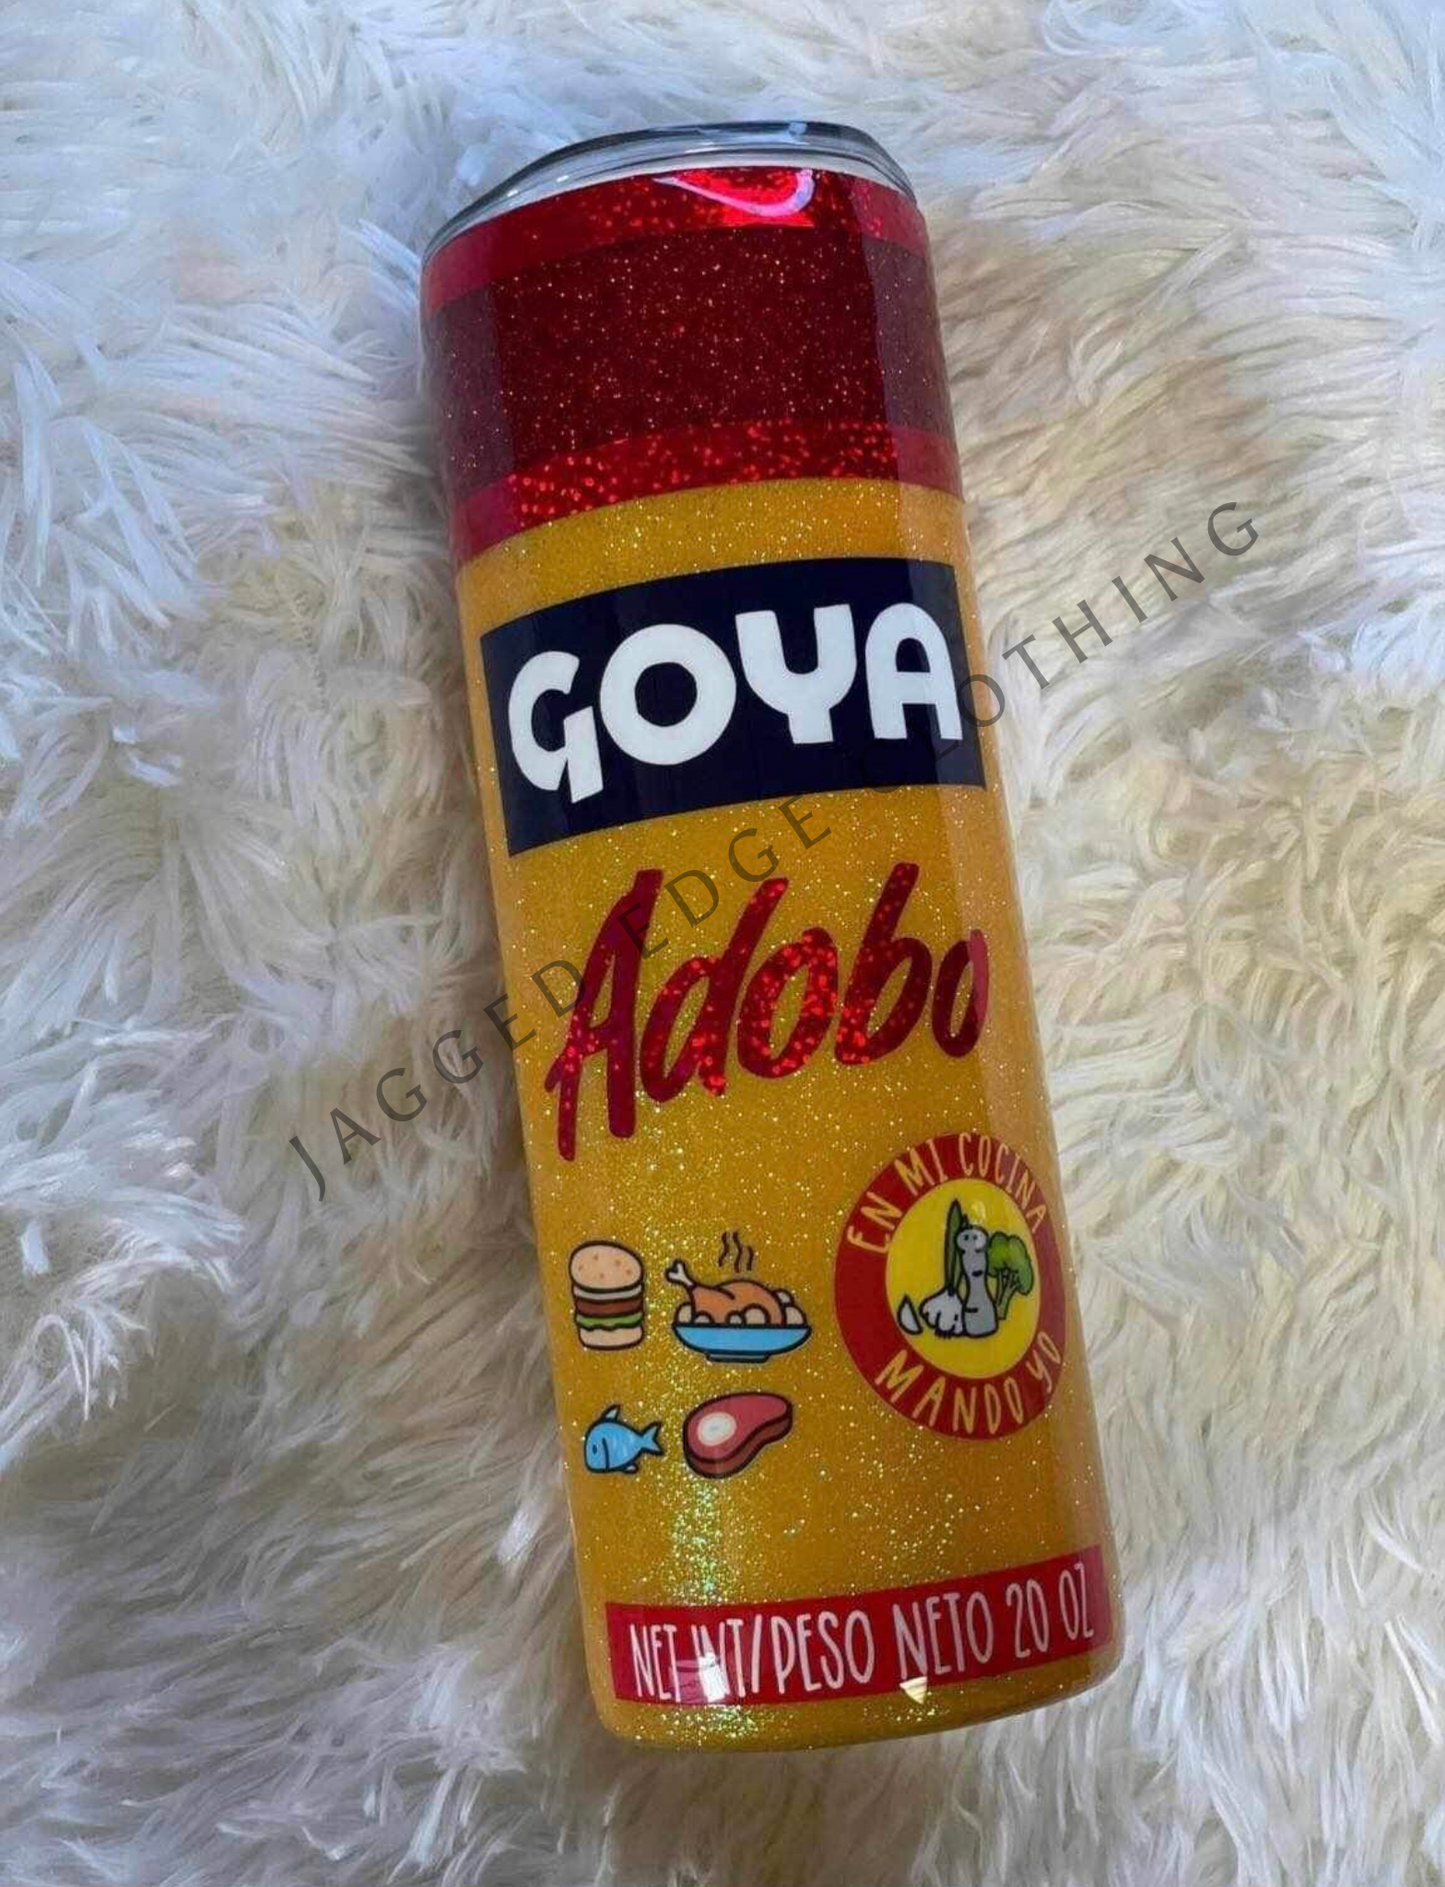 GOYA
Adobo
EN MI COCINA
MANDO YO
NET WT/PESO NETO 20 OZ
JAGGED EDGE CLOTHING